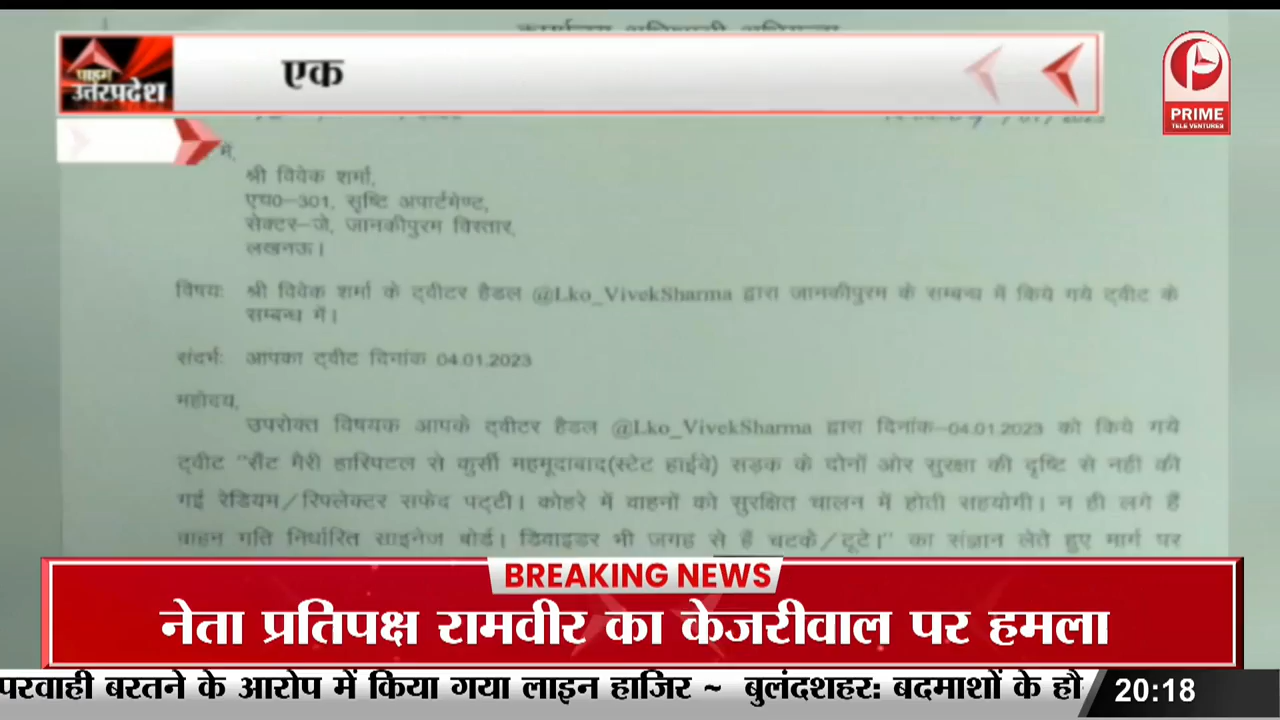 प्राइम
उत्तरप्रदेश
एक
PRIME
TELE VENTURES
में,
श्री विवेक शर्मा,
एच0-301, सृष्टि अपार्टमेण्ट,
सेक्टर-जे, जानकीपुरम विस्तार,
लखनऊ।
विषयः श्री विवेक शर्मा के ट्वीटर हैडल @Lko_VivekSharma द्वारा जानकीपुरम के सम्बन्ध में किये गये ट्वीट के
सम्बन्ध में।
संदर्भः आपका ट्वीट दिनांक 04.01.2023
महोदय,
उपरोक्त विषयक आपके ट्वीटर हैडल @Lko_VivekSharma द्वारा दिनांक-04.01.2023 को किये गये
ट्वीट "सेंट मैरी हास्पिटल से कुर्सी महमूदाबाद(स्टेट हाईवे) सड़क के दोनों ओर सुरक्षा की दृष्टि से नही की
गई रेडियम/रिफ्लेक्टर सफेद पट्टी। कोहरे में वाहनों को सुरक्षित चालन में होती सहयोगी। न ही लगे हैं
वाहन गति निर्धारित साइनेज बोर्ड। डिवाइडर भी जगह से हैं चटके/टूटे।" का संज्ञान लेते हुए मार्ग पर
BREAKING NEWS
नेता प्रतिपक्ष रामवीर का केजरीवाल पर हमला
परवाही बरतने के आरोप में किया गया लाइन हाजिर ~ बुलंदशहर: बदमाशों के हौ
20:18